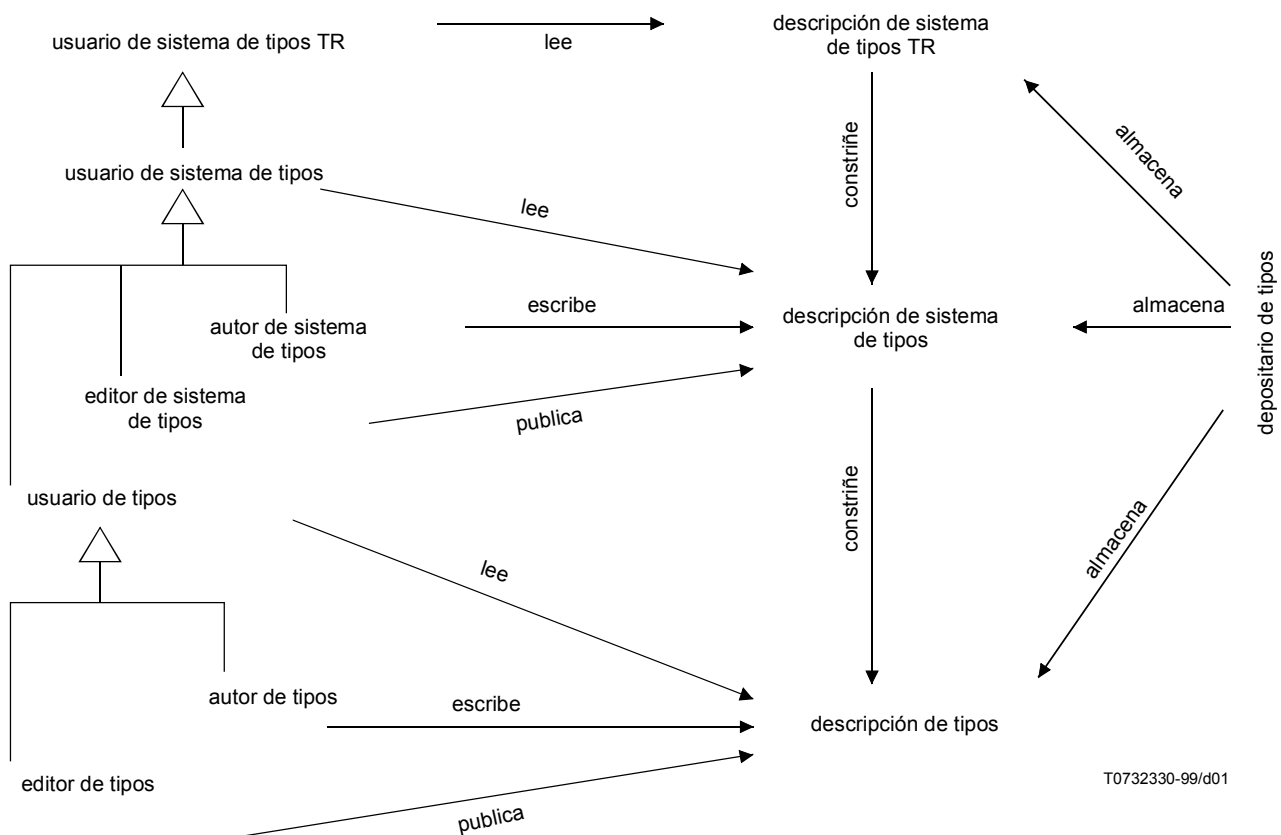 usuario de sistema de tipos TR
lee
descripción de sistema
de tipos TR
almacena
constriñe
usuario de sistema de tipos
lee
autor de sistema
de tipos
escribe
descripción de sistema
de tipos
almacena
depositario de tipos
editor de sistema
de tipos
publica
usuario de tipos
lee
constriñe
almacena
autor de tipos
escribe
descripción de tipos
editor de tipos
publica
T0732330-99/d01